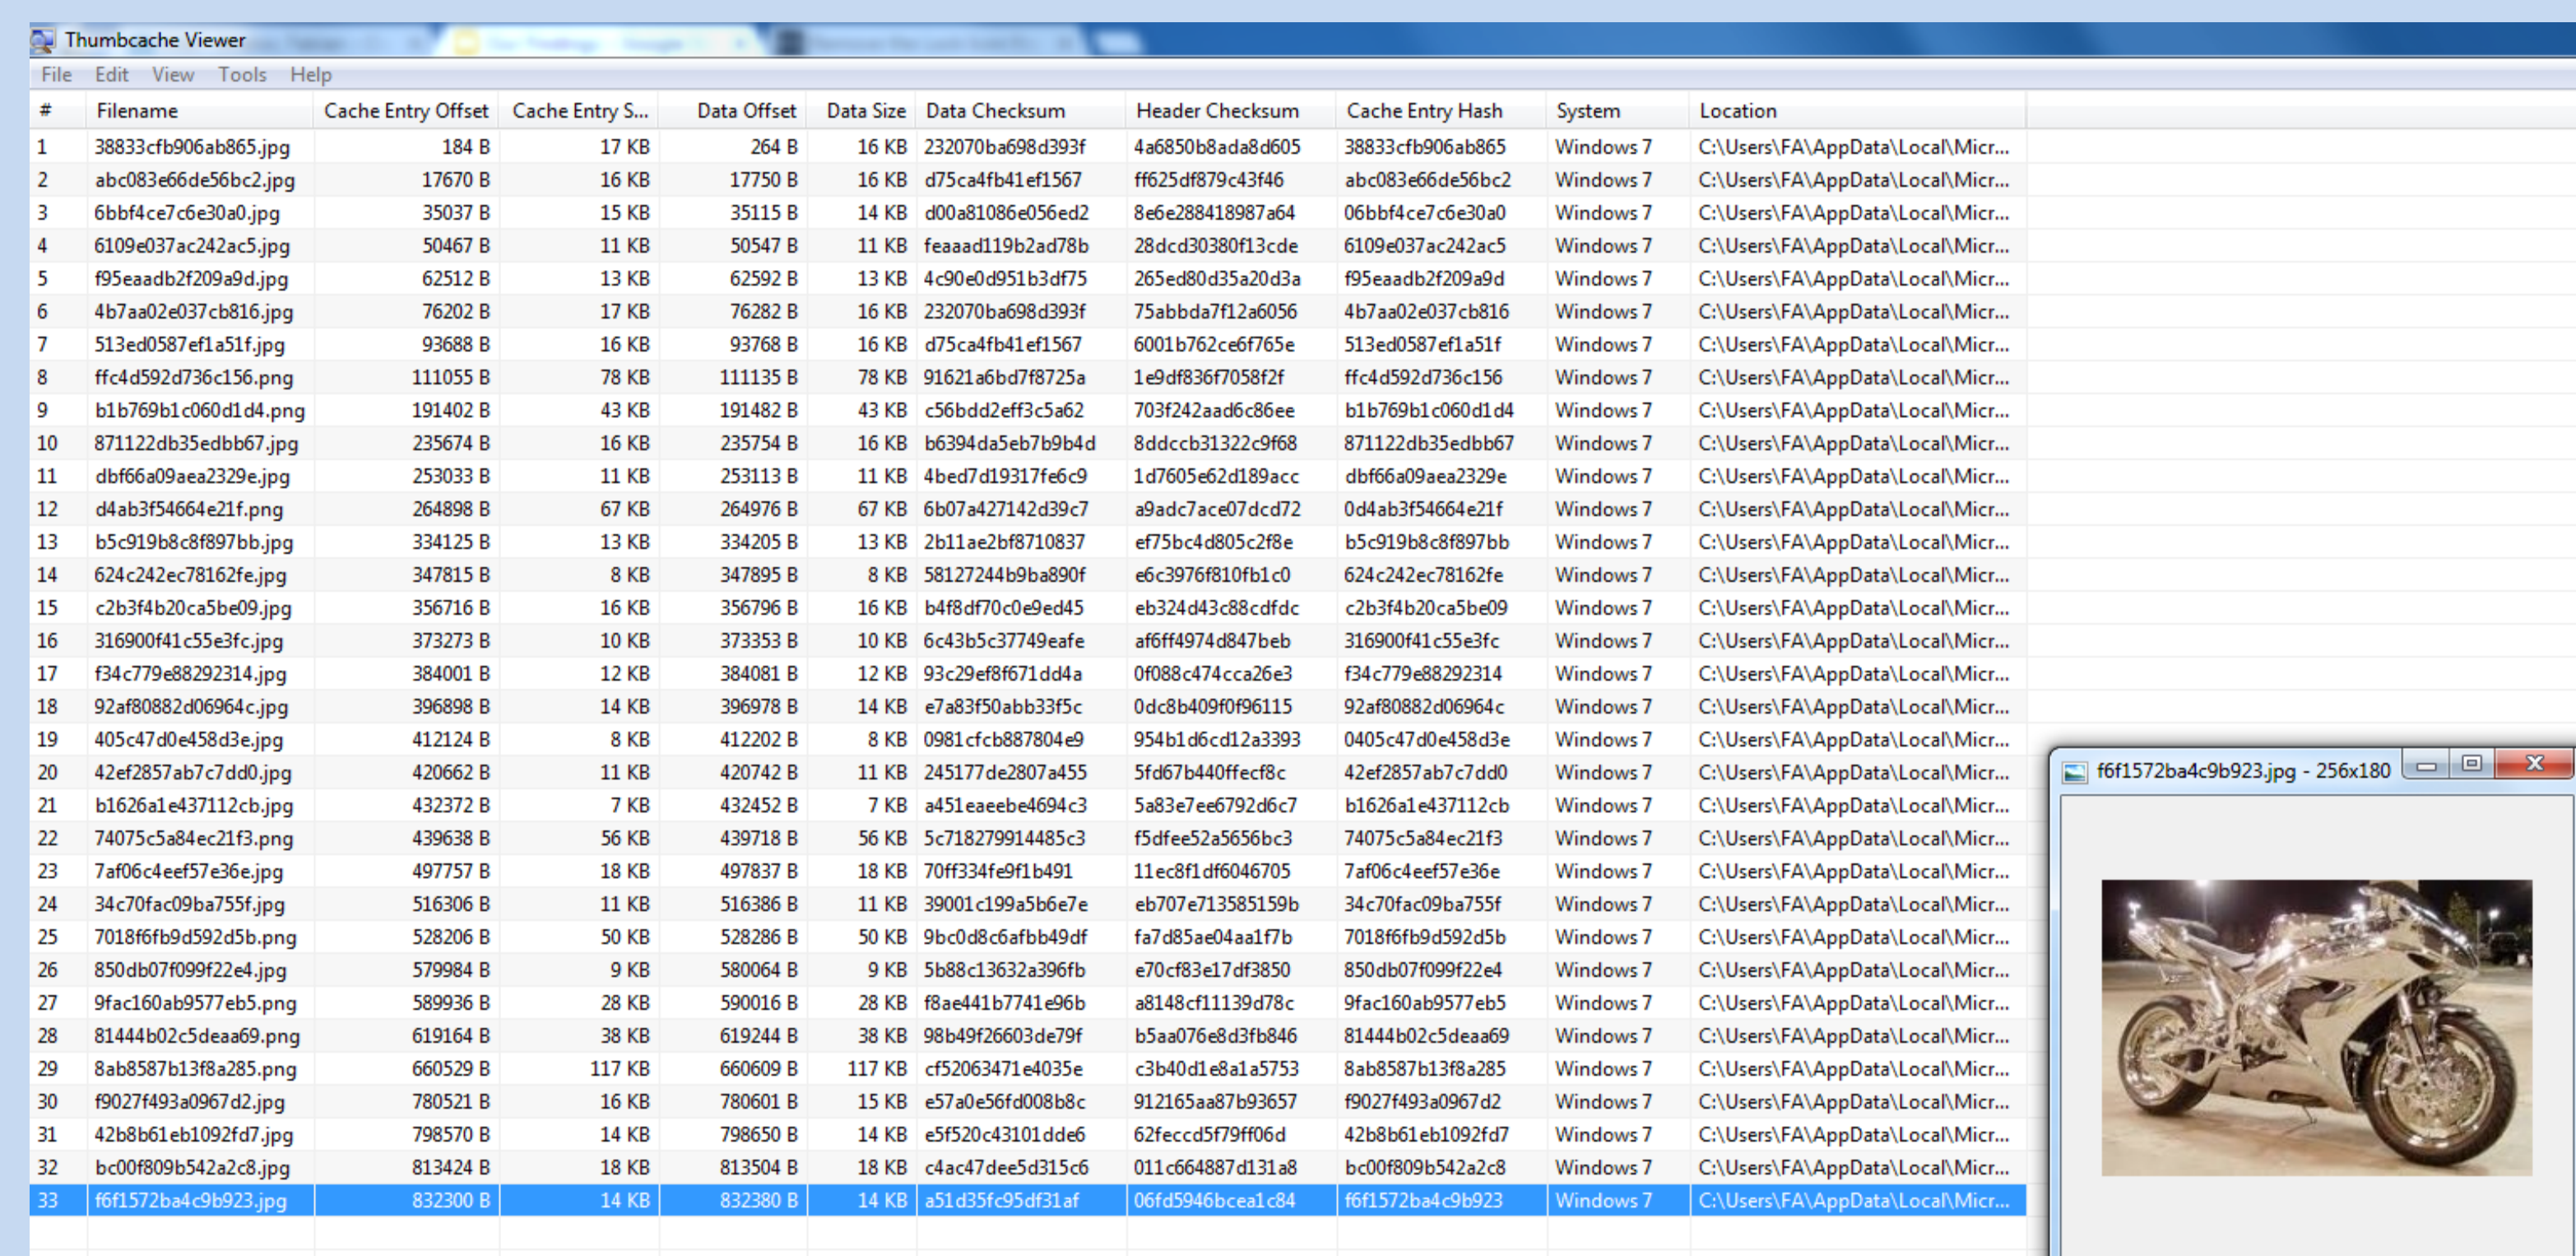 Thumbcache Viewer
File Edit View Tools Help
# Filename Cache Entry Offset Cache Entry S... Data Offset Data Size Data Checksum Header Checksum Cache Entry Hash System Location
1 38833cfb906ab865.jpg 184 B 17 KB 264 B 16 KB 232070ba698d393f 4a6850b8ada8d605 38833cfb906ab865 Windows 7 C:\Users\FA\AppData\Local\Micr...
2 abc083e66de56bc2.jpg 17670 B 16 KB 17750 B 16 KB d75ca4fb41ef1567 ff625df879c43f46 abc083e66de56bc2 Windows 7 C:\Users\FA\AppData\Local\Micr...
3 6bbf4ce7c6e30a0.jpg 35037 B 15 KB 35115 B 14 KB d00a81086e056ed2 8e6e288418987a64 06bbf4ce7c6e30a0 Windows 7 C:\Users\FA\AppData\Local\Micr...
4 6109e037ac242ac5.jpg 50467 B 11 KB 50547 B 11 KB feaaad119b2ad78b 28dcd30380f13cde 6109e037ac242ac5 Windows 7 C:\Users\FA\AppData\Local\Micr...
5 f95eaadb2f209a9d.jpg 62512 B 13 KB 62592 B 13 KB 4c90e0d951b3df75 265ed80d35a20d3a f95eaadb2f209a9d Windows 7 C:\Users\FA\AppData\Local\Micr...
6 4b7aa02e037cb816.jpg 76202 B 17 KB 76282 B 16 KB 232070ba698d393f 75abbda7f12a6056 4b7aa02e037cb816 Windows 7 C:\Users\FA\AppData\Local\Micr...
7 513ed0587ef1a51f.jpg 93688 B 16 KB 93768 B 16 KB d75ca4fb41ef1567 6001b762ce6f765e 513ed0587ef1a51f Windows 7 C:\Users\FA\AppData\Local\Micr...
8 ffc4d592d736c156.png 111055 B 78 KB 111135 B 78 KB 91621a6bd7f8725a 1e9df836f7058f2f ffc4d592d736c156 Windows 7 C:\Users\FA\AppData\Local\Micr...
9 b1b769b1c060d1d4.png 191402 B 43 KB 191482 B 43 KB c56bdd2eff3c5a62 703f242aad6c86ee b1b769b1c060d1d4 Windows 7 C:\Users\FA\AppData\Local\Micr...
10 871122db35edbb67.jpg 235674 B 16 KB 235754 B 16 KB b6394da5eb7b9b4d 8ddccb31322c9f68 871122db35edbb67 Windows 7 C:\Users\FA\AppData\Local\Micr...
11 dbf66a09aea2329e.jpg 253033 B 11 KB 253113 B 11 KB 4bed7d19317fe6c9 1d7605e62d189acc dbf66a09aea2329e Windows 7 C:\Users\FA\AppData\Local\Micr...
12 d4ab3f54664e21f.png 264898 B 67 KB 264976 B 67 KB 6b07a427142d39c7 a9adc7ace07dcd72 0d4ab3f54664e21f Windows 7 C:\Users\FA\AppData\Local\Micr...
13 b5c919b8c8f897bb.jpg 334125 B 13 KB 334205 B 13 KB 2b11ae2bf8710837 ef75bc4d805c2f8e b5c919b8c8f897bb Windows 7 C:\Users\FA\AppData\Local\Micr...
14 624c242ec78162fe.jpg 347815 B 8 KB 347895 B 8 KB 58127244b9ba890f e6c3976f810fb1c0 624c242ec78162fe Windows 7 C:\Users\FA\AppData\Local\Micr...
15 c2b3f4b20ca5be09.jpg 356716 B 16 KB 356796 B 16 KB b4f8df70c0e9ed45 eb324d43c88cdfdc c2b3f4b20ca5be09 Windows 7 C:\Users\FA\AppData\Local\Micr...
16 316900f41c55e3fc.jpg 373273 B 10 KB 373353 B 10 KB 6c43b5c37749eafe af6ff4974d847beb 316900f41c55e3fc Windows 7 C:\Users\FA\AppData\Local\Micr...
17 f34c779e88292314.jpg 384001 B 12 KB 384081 B 12 KB 93c29ef8f671dd4a 0f088c474cca26e3 f34c779e88292314 Windows 7 C:\Users\FA\AppData\Local\Micr...
18 92af80882d06964c.jpg 396898 B 14 KB 396978 B 14 KB e7a83f50abb33f5c 0dc8b409f0f96115 92af80882d06964c Windows 7 C:\Users\FA\AppData\Local\Micr...
19 405c47d0e458d3e.jpg 412124 B 8 KB 412202 B 8 KB 0981cfcb887804e9 954b1d6cd12a3393 0405c47d0e458d3e Windows 7 C:\Users\FA\AppData\Local\Micr...
20 42ef2857ab7c7dd0.jpg 420662 B 11 KB 420742 B 11 KB 245177de2807a455 5fd67b440ffecf8c 42ef2857ab7c7dd0 Windows 7 C:\Users\FA\AppData\Local\Micr...
21 b1626a1e437112cb.jpg 432372 B 7 KB 432452 B 7 KB a451eaeebe4694c3 5a83e7ee6792d6c7 b1626a1e437112cb Windows 7 C:\Users\FA\AppData\Local\Micr...
22 74075c5a84ec21f3.png 439638 B 56 KB 439718 B 56 KB 5c718279914485c3 f5dfee52a5656bc3 74075c5a84ec21f3 Windows 7 C:\Users\FA\AppData\Local\Micr...
23 7af06c4eef57e36e.jpg 497757 B 18 KB 497837 B 18 KB 70ff334fe9f1b491 11ec8f1df6046705 7af06c4eef57e36e Windows 7 C:\Users\FA\AppData\Local\Micr...
24 34c70fac09ba755f.jpg 516306 B 11 KB 516386 B 11 KB 39001c199a5b6e7e eb707e713585159b 34c70fac09ba755f Windows 7 C:\Users\FA\AppData\Local\Micr...
25 7018f6fb9d592d5b.png 528206 B 50 KB 528286 B 50 KB 9bc0d8c6afbb49df fa7d85ae04aa1f7b 7018f6fb9d592d5b Windows 7 C:\Users\FA\AppData\Local\Micr...
26 850db07f099f22e4.jpg 579984 B 9 KB 580064 B 9 KB 5b88c13632a396fb e70cf83e17df3850 850db07f099f22e4 Windows 7 C:\Users\FA\AppData\Local\Micr...
27 9fac160ab9577eb5.png 589936 B 28 KB 590016 B 28 KB f8ae441b7741e96b a8148cf11139d78c 9fac160ab9577eb5 Windows 7 C:\Users\FA\AppData\Local\Micr...
28 81444b02c5deaa69.png 619164 B 38 KB 619244 B 38 KB 98b49f26603de79f b5aa076e8d3fb846 81444b02c5deaa69 Windows 7 C:\Users\FA\AppData\Local\Micr...
29 8ab8587b13f8a285.png 660529 B 117 KB 660609 B 117 KB cf52063471e4035e c3b40d1e8a1a5753 8ab8587b13f8a285 Windows 7 C:\Users\FA\AppData\Local\Micr...
30 f9027f493a0967d2.jpg 780521 B 16 KB 780601 B 15 KB e57a0e56fd008b8c 912165aa87b93657 f9027f493a0967d2 Windows 7 C:\Users\FA\AppData\Local\Micr...
31 42b8b61eb1092fd7.jpg 798570 B 14 KB 798650 B 14 KB e5f520c43101dde6 62feccd5f79ff06d 42b8b61eb1092fd7 Windows 7 C:\Users\FA\AppData\Local\Micr...
32 bc00f809b542a2c8.jpg 813424 B 18 KB 813504 B 18 KB c4ac47dee5d315c6 011c664887d131a8 bc00f809b542a2c8 Windows 7 C:\Users\FA\AppData\Local\Micr...
33 f6f1572ba4c9b923.jpg 832300 B 14 KB 832380 B 14 KB a51d35fc95df31af 06fd5946bcea1c84 f6f1572ba4c9b923 Windows 7 C:\Users\FA\AppData\Local\Micr...
f6f1572ba4c9b923.jpg - 256x180